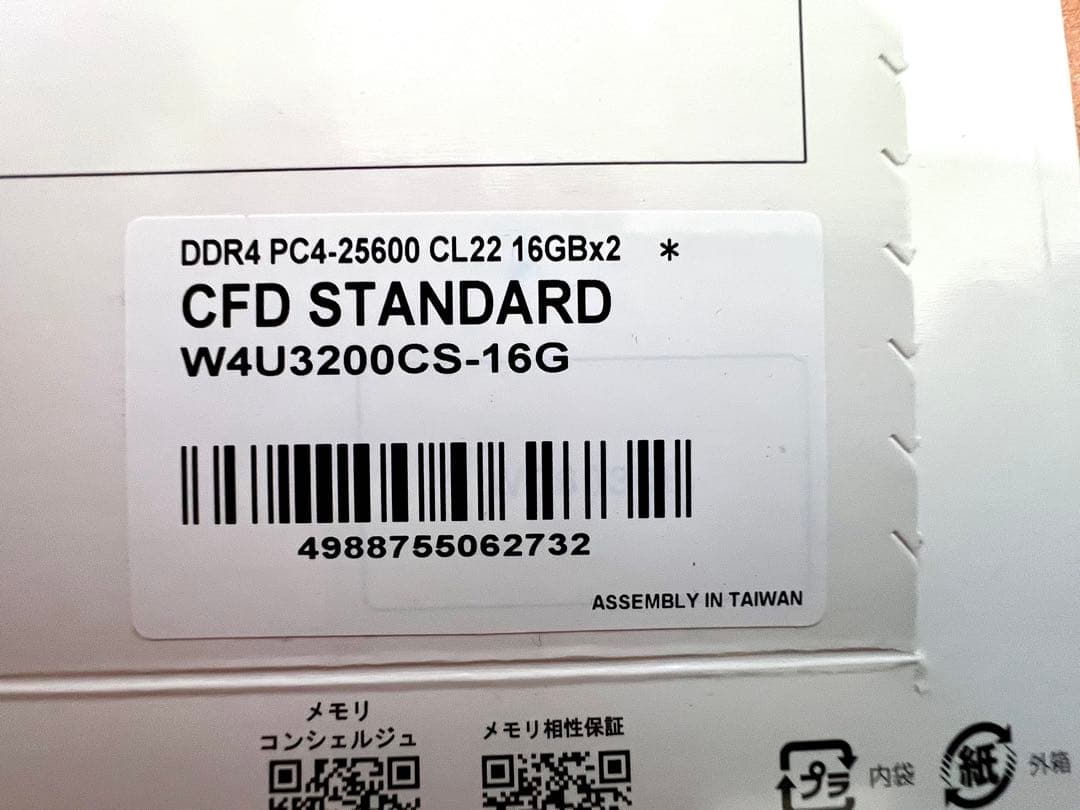 DDR4 PC4-25600 CL22 16GBx2 *
CFD STANDARD
W4U3200CS-16G
4988755062732
ASSEMBLY IN TAIWAN
メモリ
コンシェルジュ
メモリ相性保証
プラ 内袋
紙 外箱